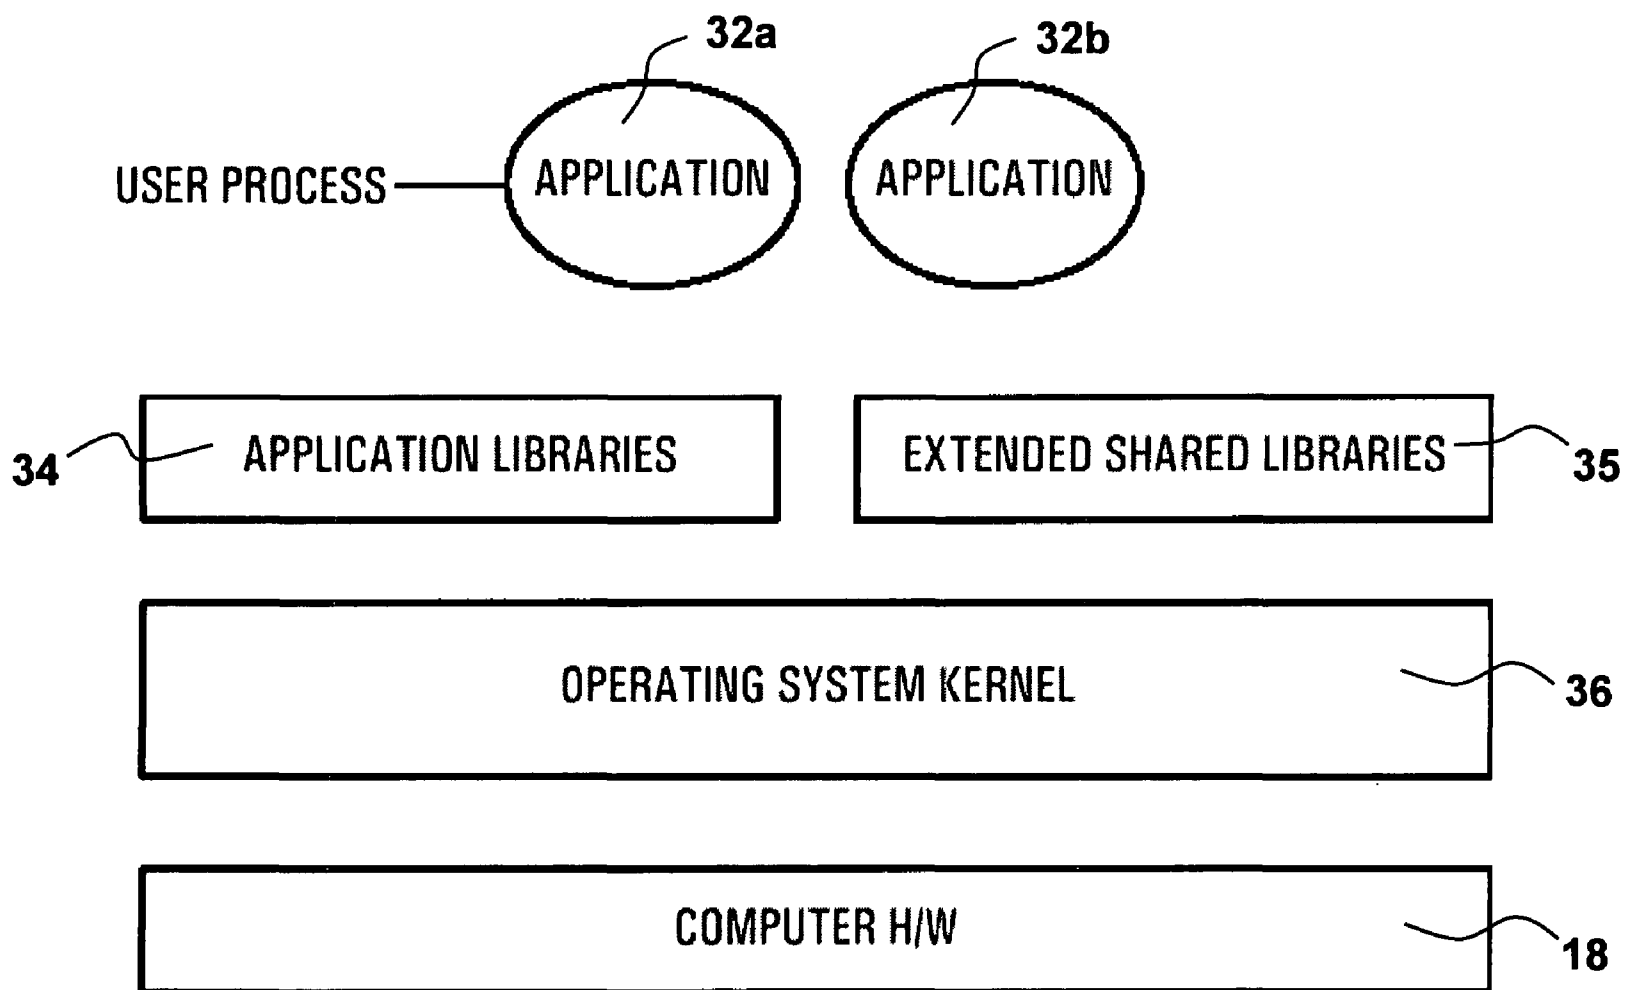 32a
32b
USER PROCESS
APPLICATION
APPLICATION
APPLICATION LIBRARIES
EXTENDED SHARED LIBRARIES
34
35
OPERATING SYSTEM KERNEL
36
COMPUTER H/W
18